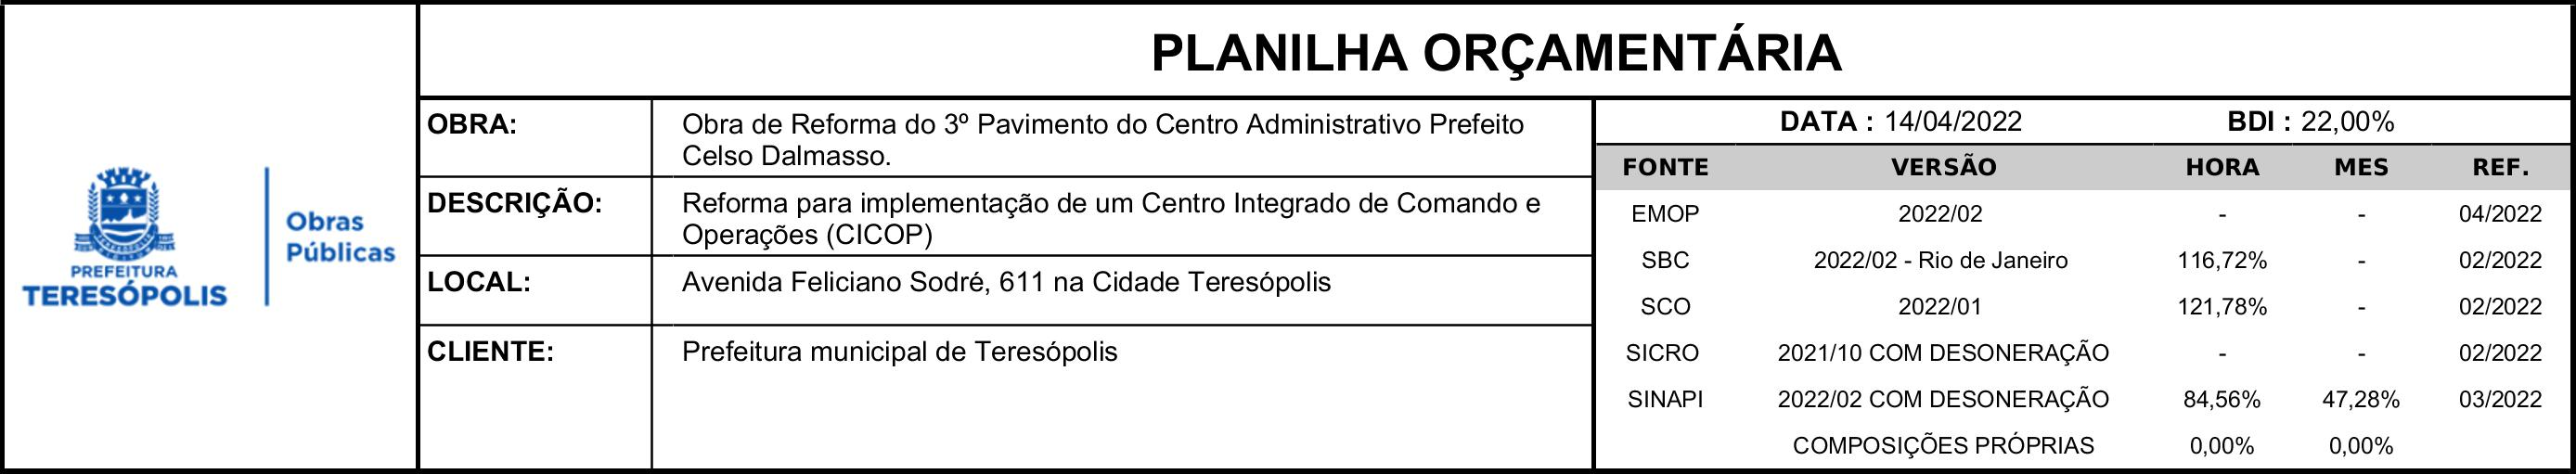 PLANILHA ORÇAMENTÁRIA
PREFEITURA
TERESÓPOLIS
Obras
Públicas
OBRA: Obra de Reforma do 3º Pavimento do Centro Administrativo Prefeito
Celso Dalmasso.
DESCRIÇÃO: Reforma para implementação de um Centro Integrado de Comando e
Operações (CICOP)
LOCAL: Avenida Feliciano Sodré, 611 na Cidade Teresópolis
CLIENTE: Prefeitura municipal de Teresópolis
DATA : 14/04/2022 BDI : 22,00%
FONTE VERSÃO HORA MES REF.
EMOP 2022/02 - - 04/2022
SBC 2022/02 - Rio de Janeiro 116,72% - 02/2022
SCO 2022/01 121,78% - 02/2022
SICRO 2021/10 COM DESONERAÇÃO - - 02/2022
SINAPI 2022/02 COM DESONERAÇÃO 84,56% 47,28% 03/2022
COMPOSIÇÕES PRÓPRIAS 0,00% 0,00%